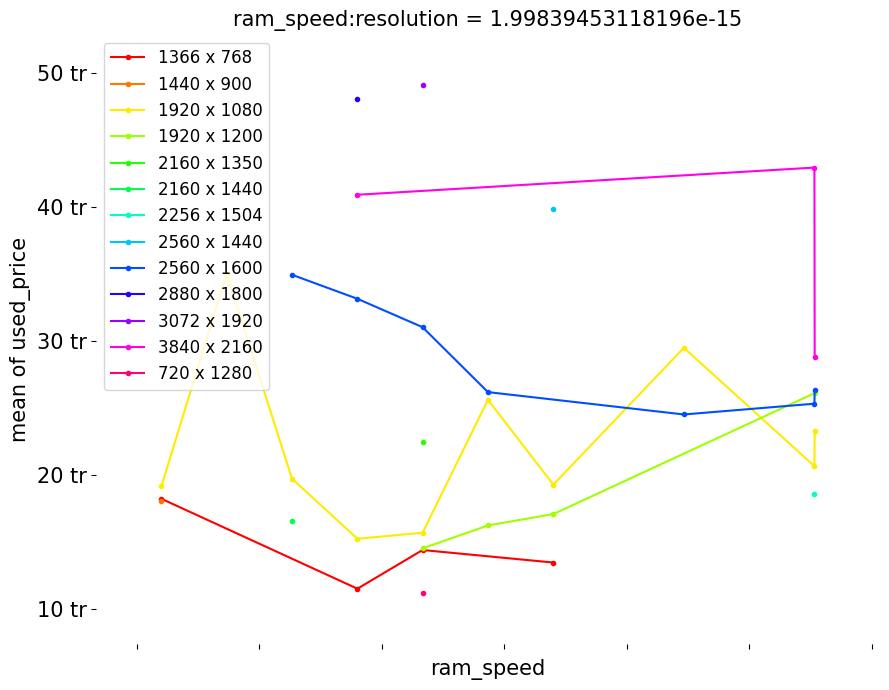 ram_speed:resolution = 1.99839453118196e-15
1366 x 768
1440 x 900
1920 x 1080
1920 x 1200
2160 x 1350
2160 x 1440
2256 x 1504
2560 x 1440
2560 x 1600
2880 x 1800
3072 x 1920
3840 x 2160
720 x 1280
50 tr
40 tr
30 tr
20 tr
10 tr
mean of used_price
ram_speed